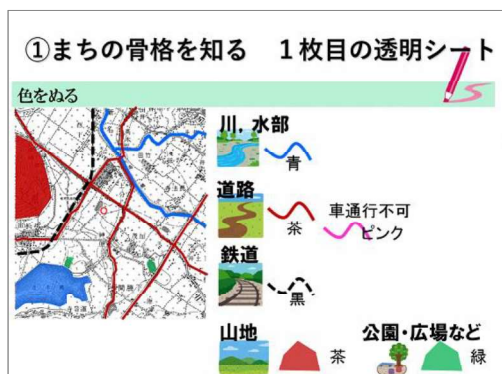 ①まちの骨格を知る　１枚目の透明シート
色をぬる
川，水部
青
道路
茶
車通行不可
ピンク
鉄道
黒
山地
茶
公園・広場など
緑